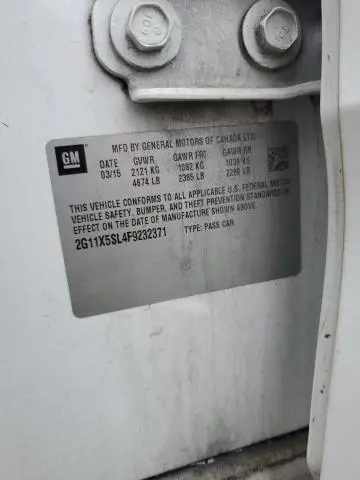 MFD BY GENERAL MOTORS OF CANADA LTD.
GM
DATE GVWR GAWR FRT GAWR RR
03/15 2121 KG 1082 KG 1039 KG
4674 LB 2385 LB 2289 LB
THIS VEHICLE CONFORMS TO ALL APPLICABLE U.S. FEDERAL MOTOR
VEHICLE SAFETY, BUMPER, AND THEFT PREVENTION STANDARDS IN
EFFECT ON THE DATE OF MANUFACTURE SHOWN ABOVE.
2G11X5SL4F9232371 TYPE: PASS CAR